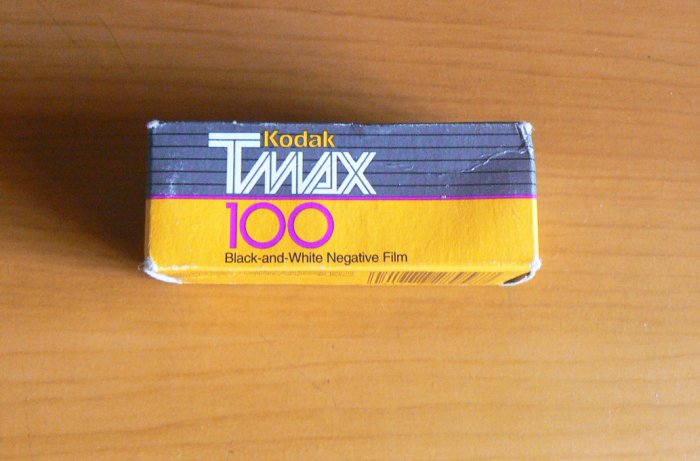 Kodak
TMAX
100
Black-and-White Negative Film